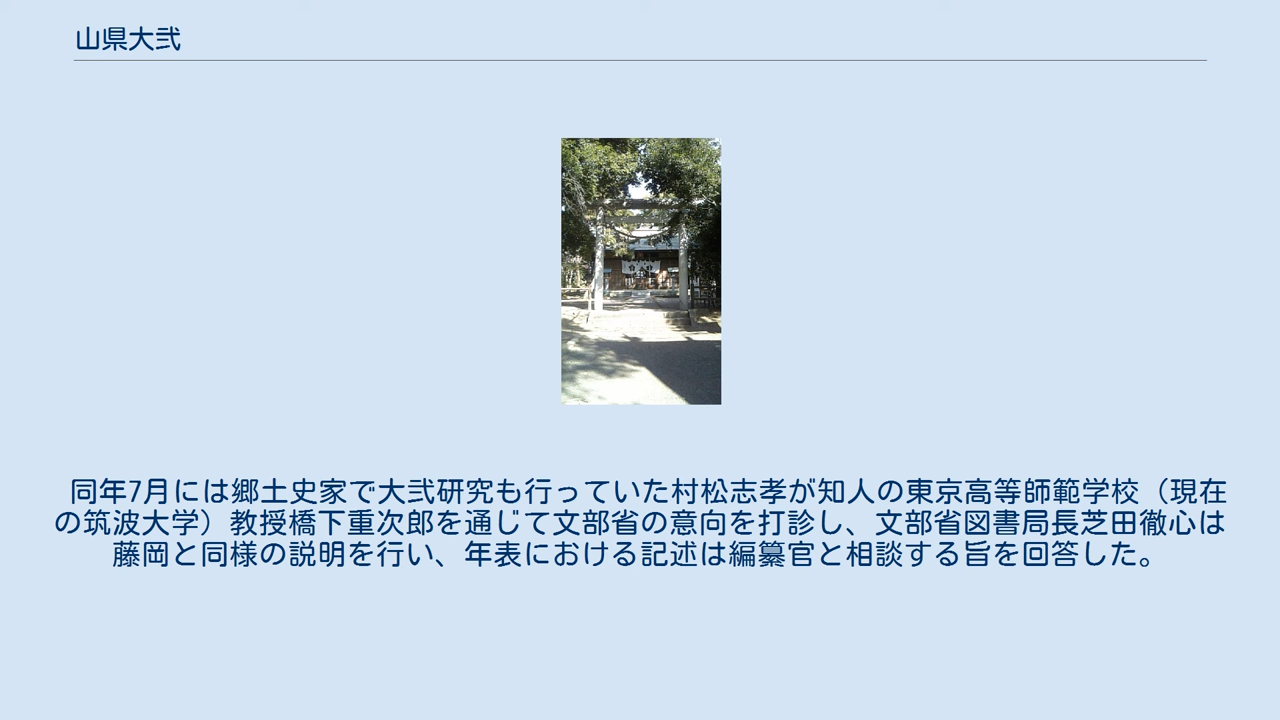 山県大弐
同年7月には郷土史家で大弐研究も行っていた村松志孝が知人の東京高等師範学校（現在
の筑波大学）教授橋下重次郎を通じて文部省の意向を打診し、文部省図書局長芝田徹心は
藤岡と同様の説明を行い、年表における記述は編纂官と相談する旨を回答した。